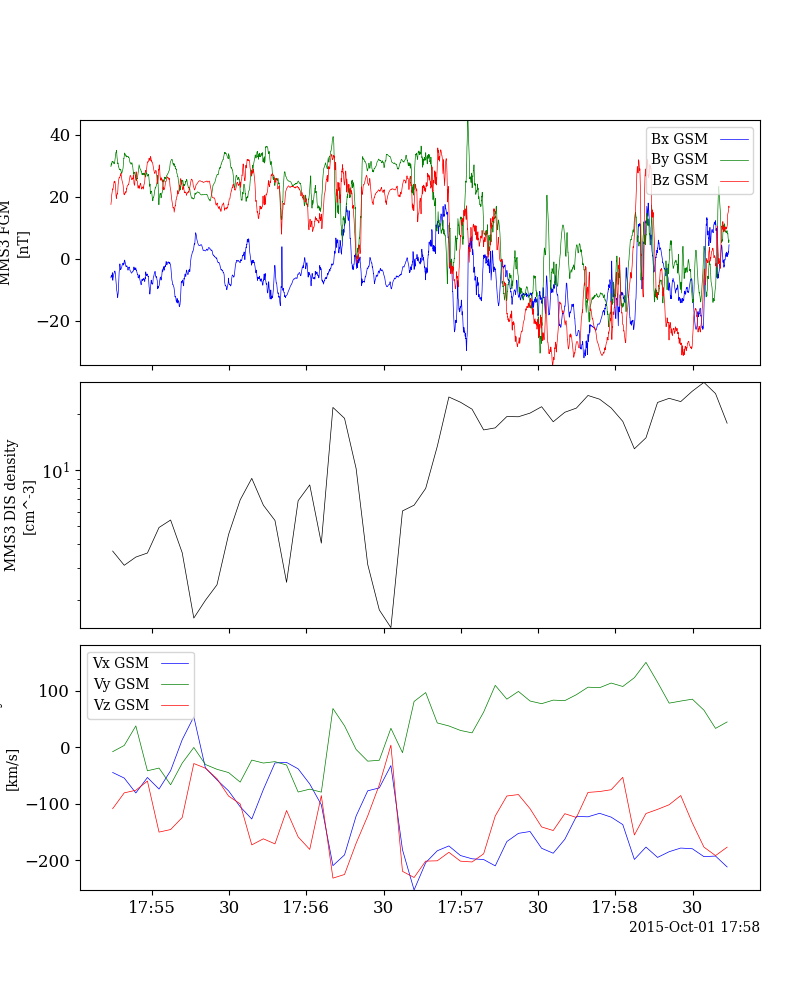 40
20
0
−20
MMS3 FGM
[nT]
Bx GSM
By GSM
Bz GSM
10^1
MMS3 DIS density
[cm^-3]
Vx GSM
Vy GSM
Vz GSM
100
0
−100
−200
[km/s]
17:55
30
17:56
30
17:57
30
17:58
30
2015-Oct-01 17:58